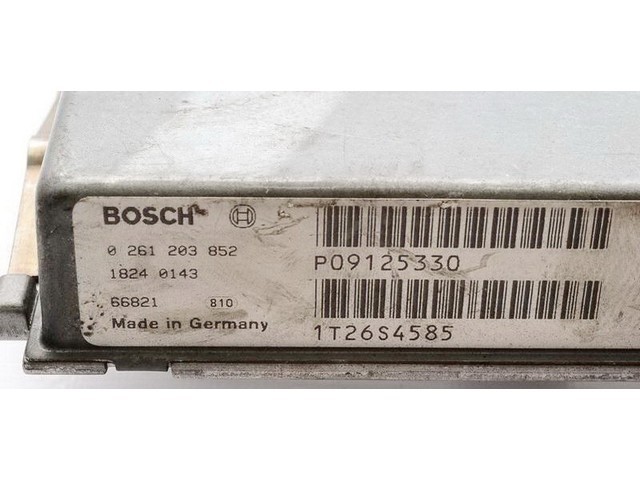 BOSCH
0 261 203 852
1824 0143
66821 810
Made in Germany
P09125330
1T26S4585